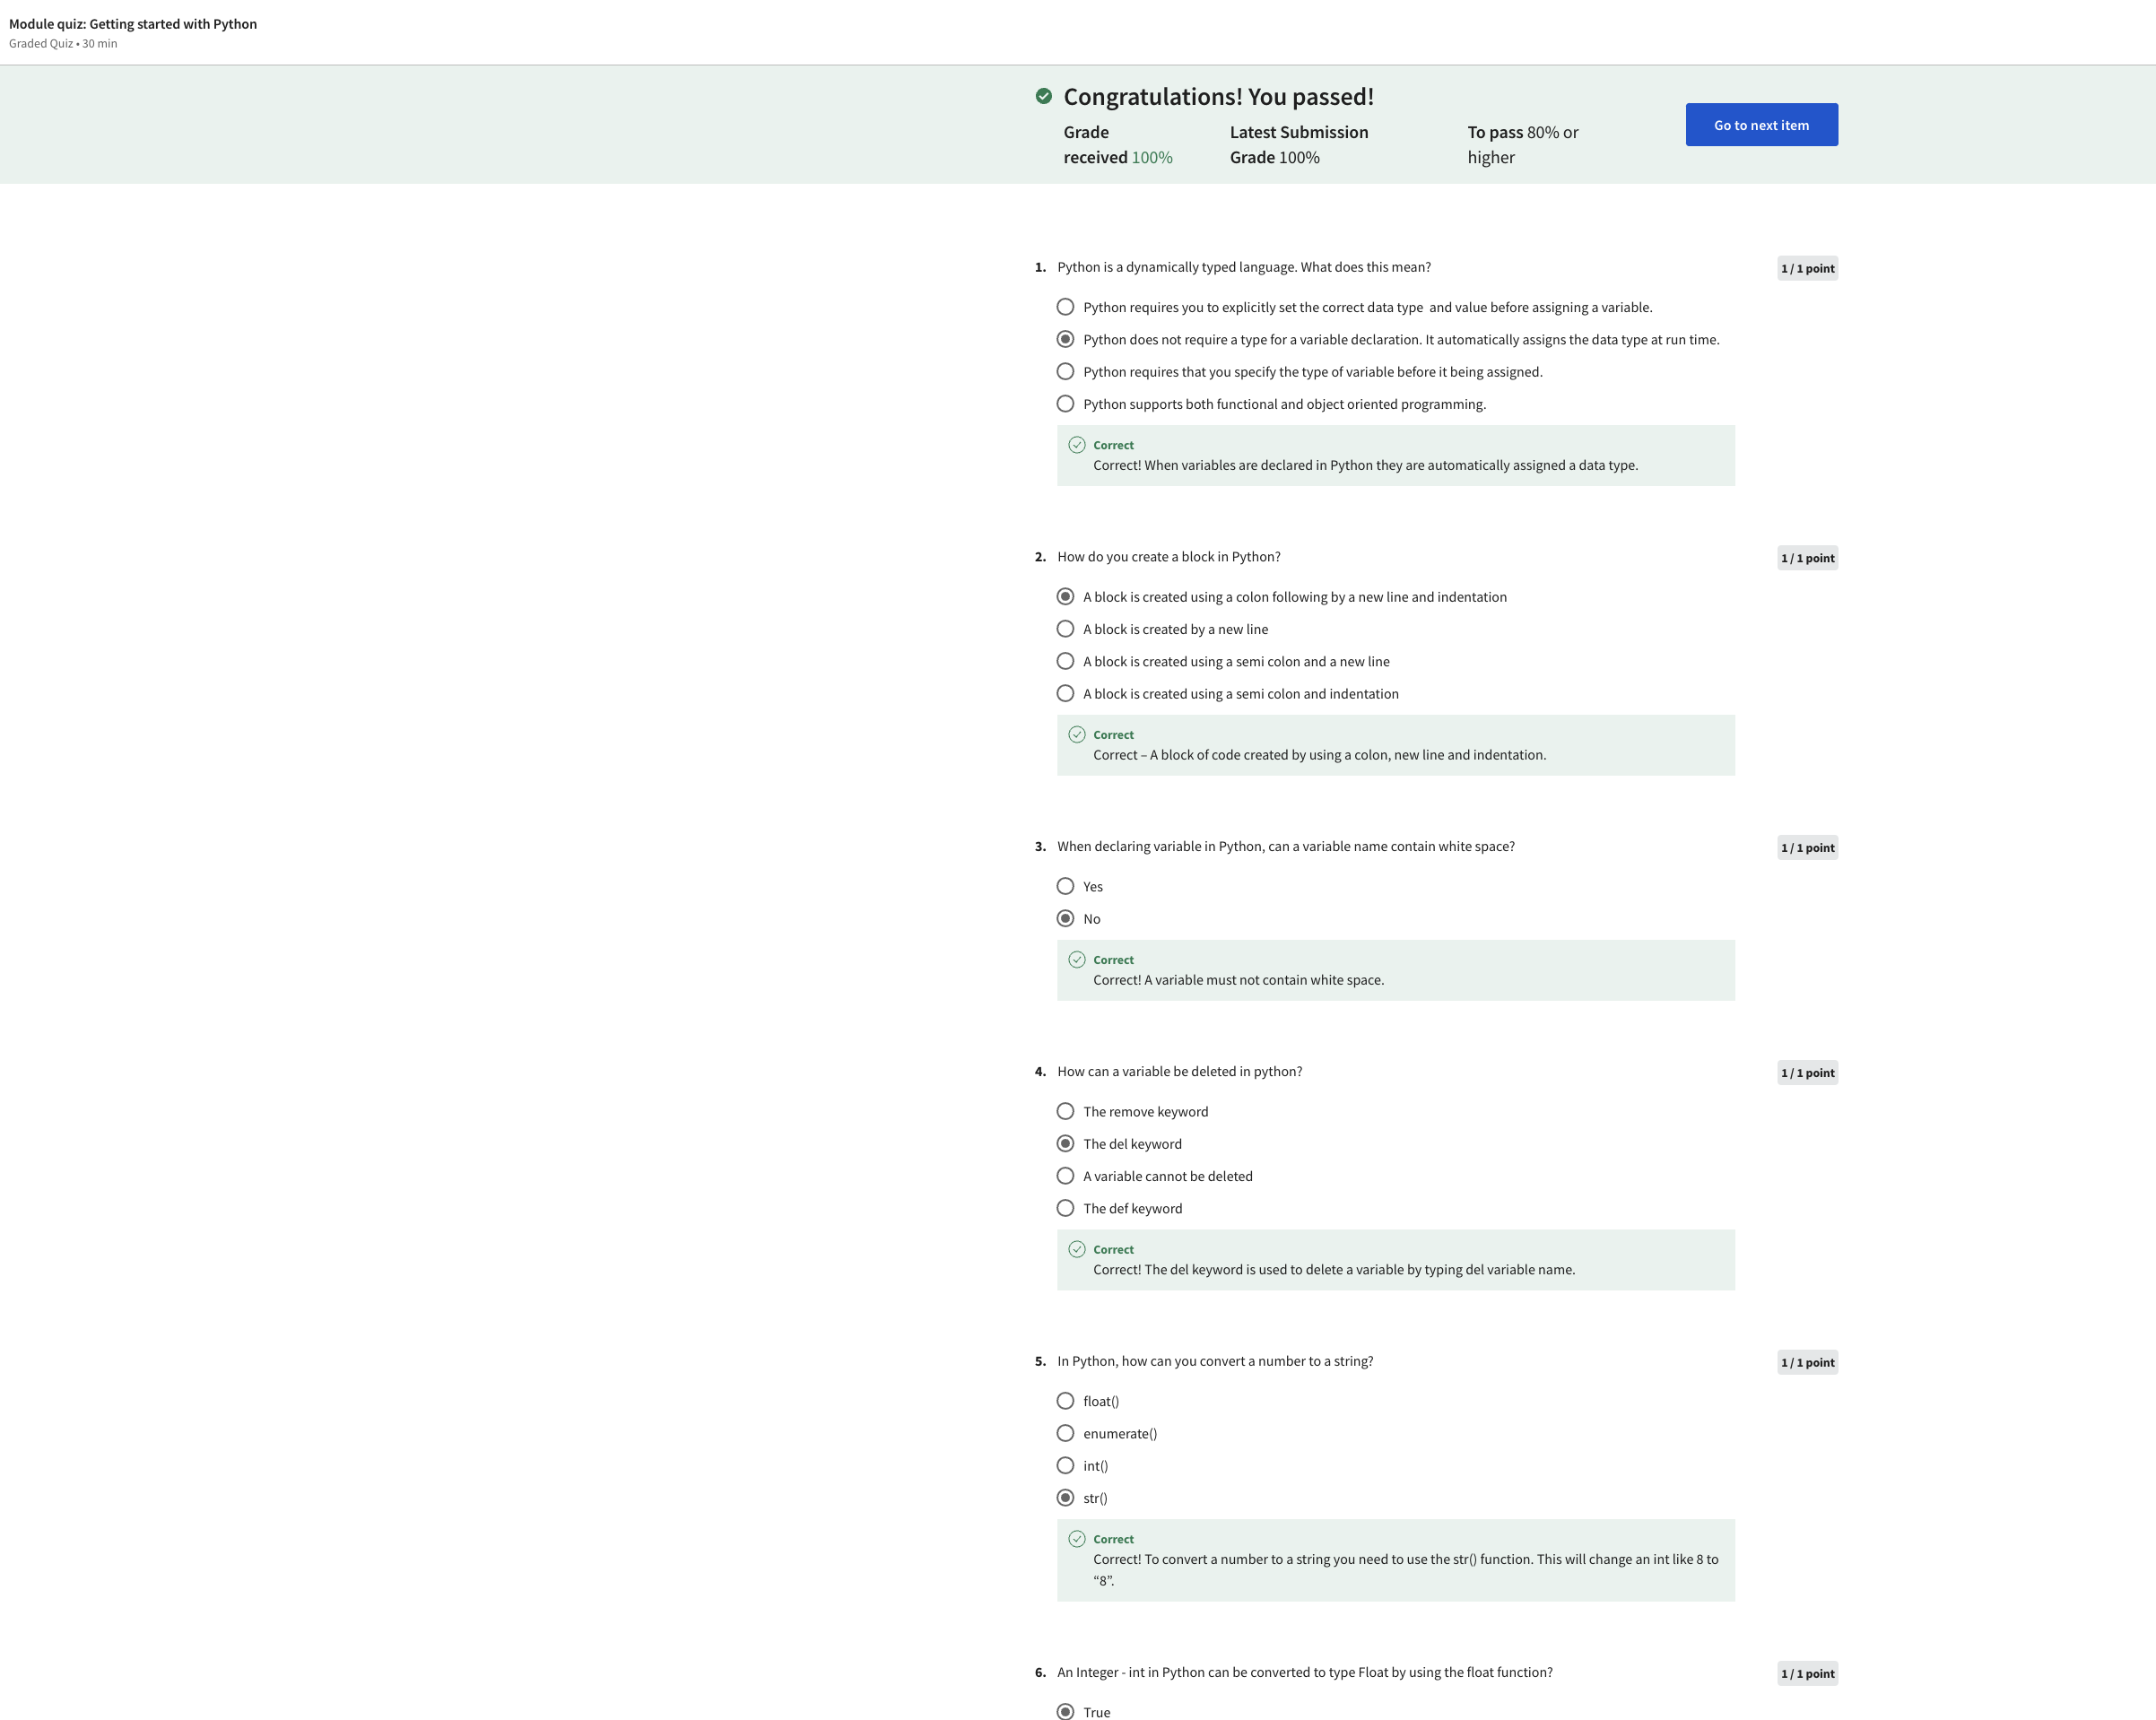 Module quiz: Getting started with Python
Graded Quiz • 30 min
Congratulations! You passed!
Grade received 100%
Latest Submission Grade 100%
To pass 80% or higher
Go to next item
1. Python is a dynamically typed language. What does this mean?
1 / 1 point
Python requires you to explicitly set the correct data type  and value before assigning a variable.
Python does not require a type for a variable declaration. It automatically assigns the data type at run time.
Python requires that you specify the type of variable before it being assigned.
Python supports both functional and object oriented programming.
Correct
Correct! When variables are declared in Python they are automatically assigned a data type.
2. How do you create a block in Python?
1 / 1 point
A block is created using a colon following by a new line and indentation
A block is created by a new line
A block is created using a semi colon and a new line
A block is created using a semi colon and indentation
Correct
Correct – A block of code created by using a colon, new line and indentation.
3. When declaring variable in Python, can a variable name contain white space?
1 / 1 point
Yes
No
Correct
Correct! A variable must not contain white space.
4. How can a variable be deleted in python?
1 / 1 point
The remove keyword
The del keyword
A variable cannot be deleted
The def keyword
Correct
Correct! The del keyword is used to delete a variable by typing del variable name.
5. In Python, how can you convert a number to a string?
1 / 1 point
float()
enumerate()
int()
str()
Correct
Correct! To convert a number to a string you need to use the str() function. This will change an int like 8 to
“8”.
6. An Integer - int in Python can be converted to type Float by using the float function?
1 / 1 point
True